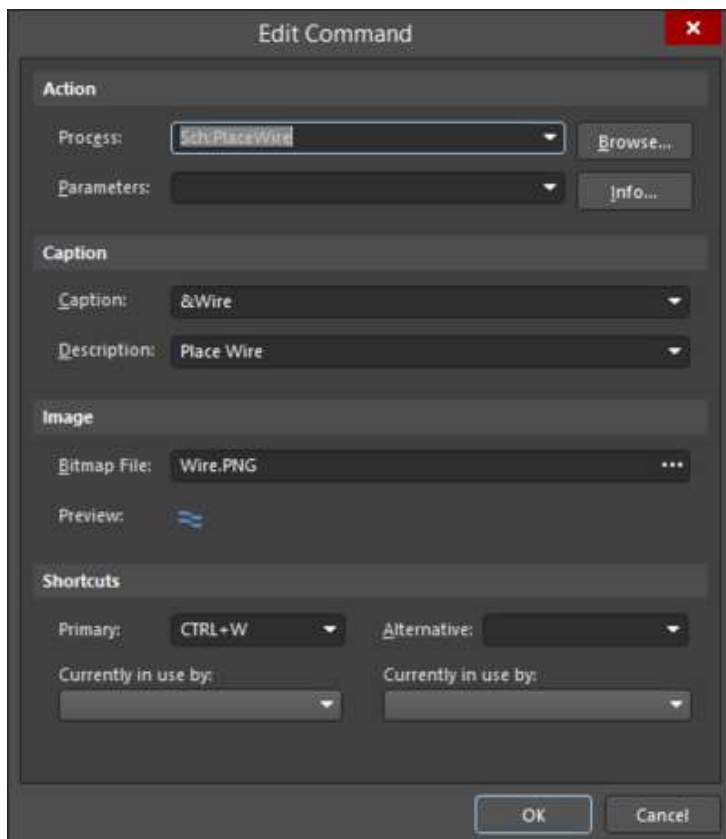 Edit Command
Action
Process: Sch:PlaceWire Browse...
Parameters: Info...
Caption
Caption: &Wire
Description: Place Wire
Image
Bitmap File: Wire.PNG ...
Preview:
Shortcuts
Primary: CTRL+W Alternative:
Currently in use by: Currently in use by:
OK Cancel